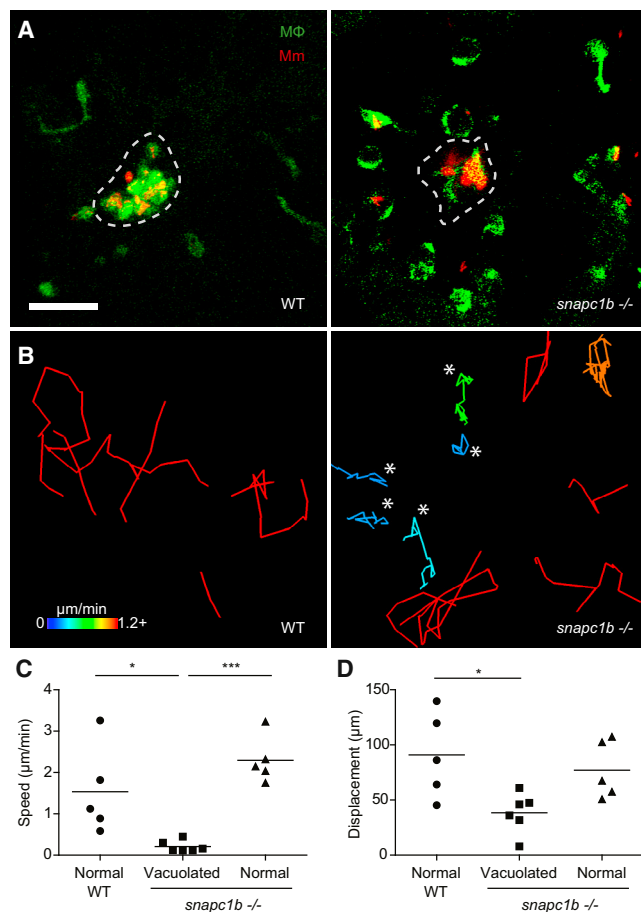 A
MΦ
Mm
WT
snapc1b -/-
B
*
*
*
*
*
µm/min
0
1.2+
WT
snapc1b -/-
C
*
***
Speed (µm/min)
4
3
2
1
0
Normal
WT
Vacuolated
Normal
snapc1b -/-
D
*
Displacement (µm)
150
100
50
0
Normal
WT
Vacuolated
Normal
snapc1b -/-